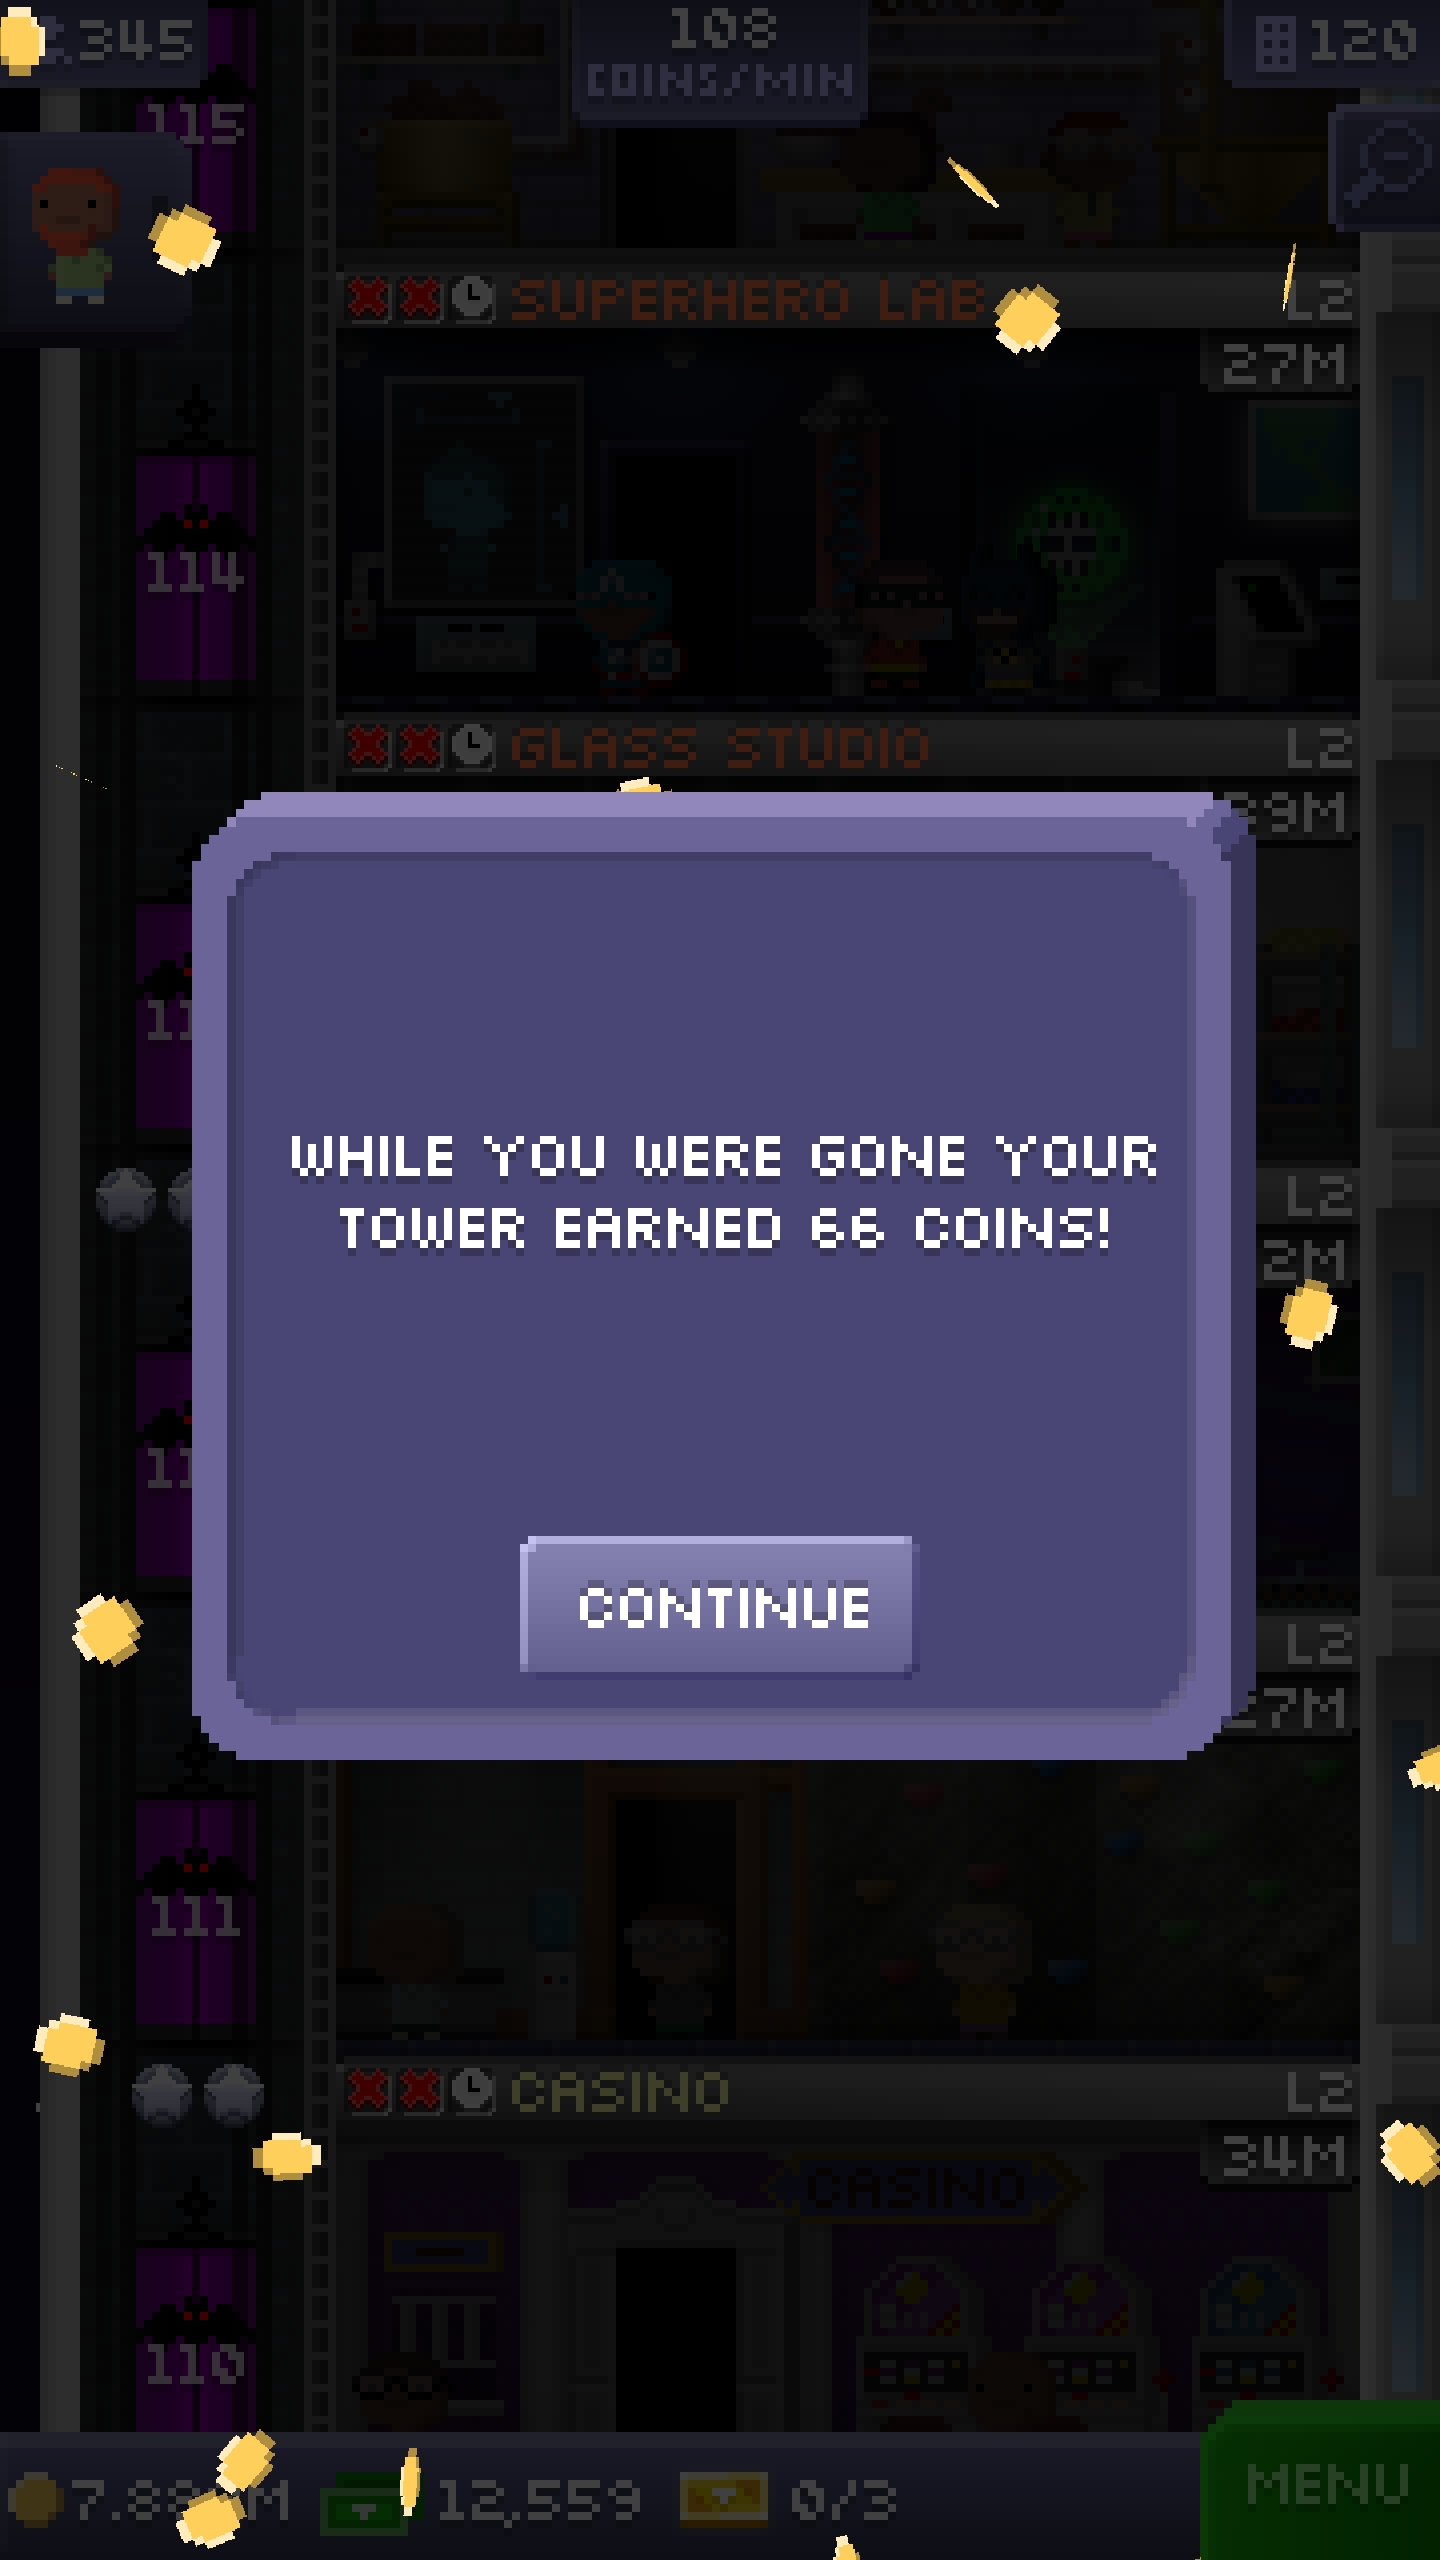 345
108
COINS/MIN
120
115
SUPERHERO LAB
L2
27M
114
GLASS STUDIO
L2
WHILE YOU WERE GONE YOUR
TOWER EARNED 66 COINS!
L2
CONTINUE
L2
111
CASINO
L2
34M
CASINO
110
12,559
0/3
MENU